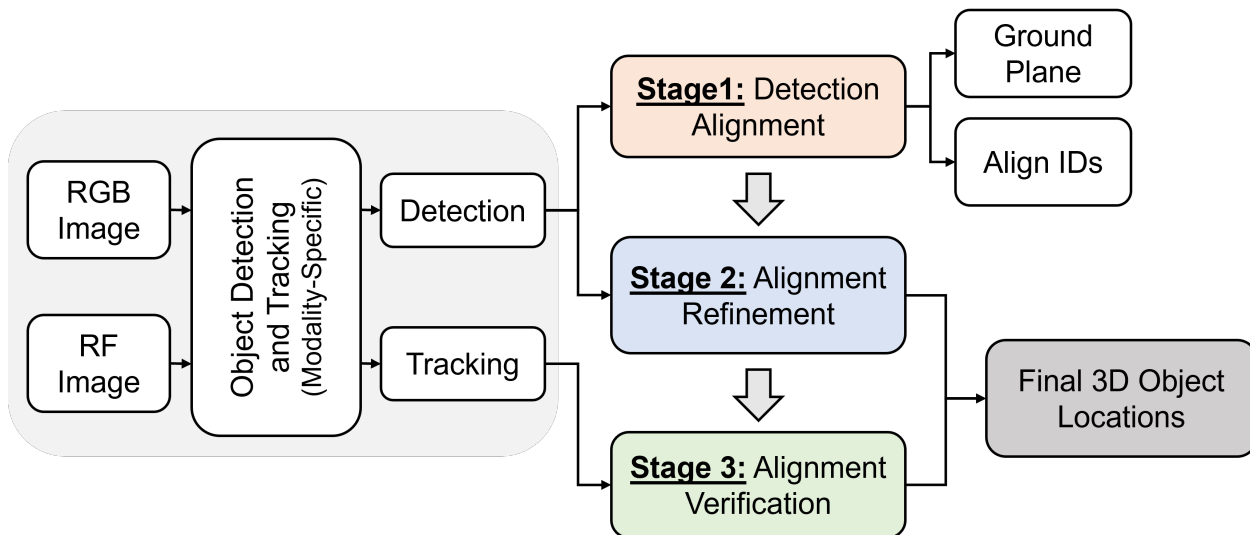 RGB
Image
RF
Image
Object Detection
and Tracking
(Modality-Specific)
Detection
Tracking
Stage1: Detection
Alignment
Stage 2: Alignment
Refinement
Stage 3: Alignment
Verification
Ground
Plane
Align IDs
Final 3D Object
Locations